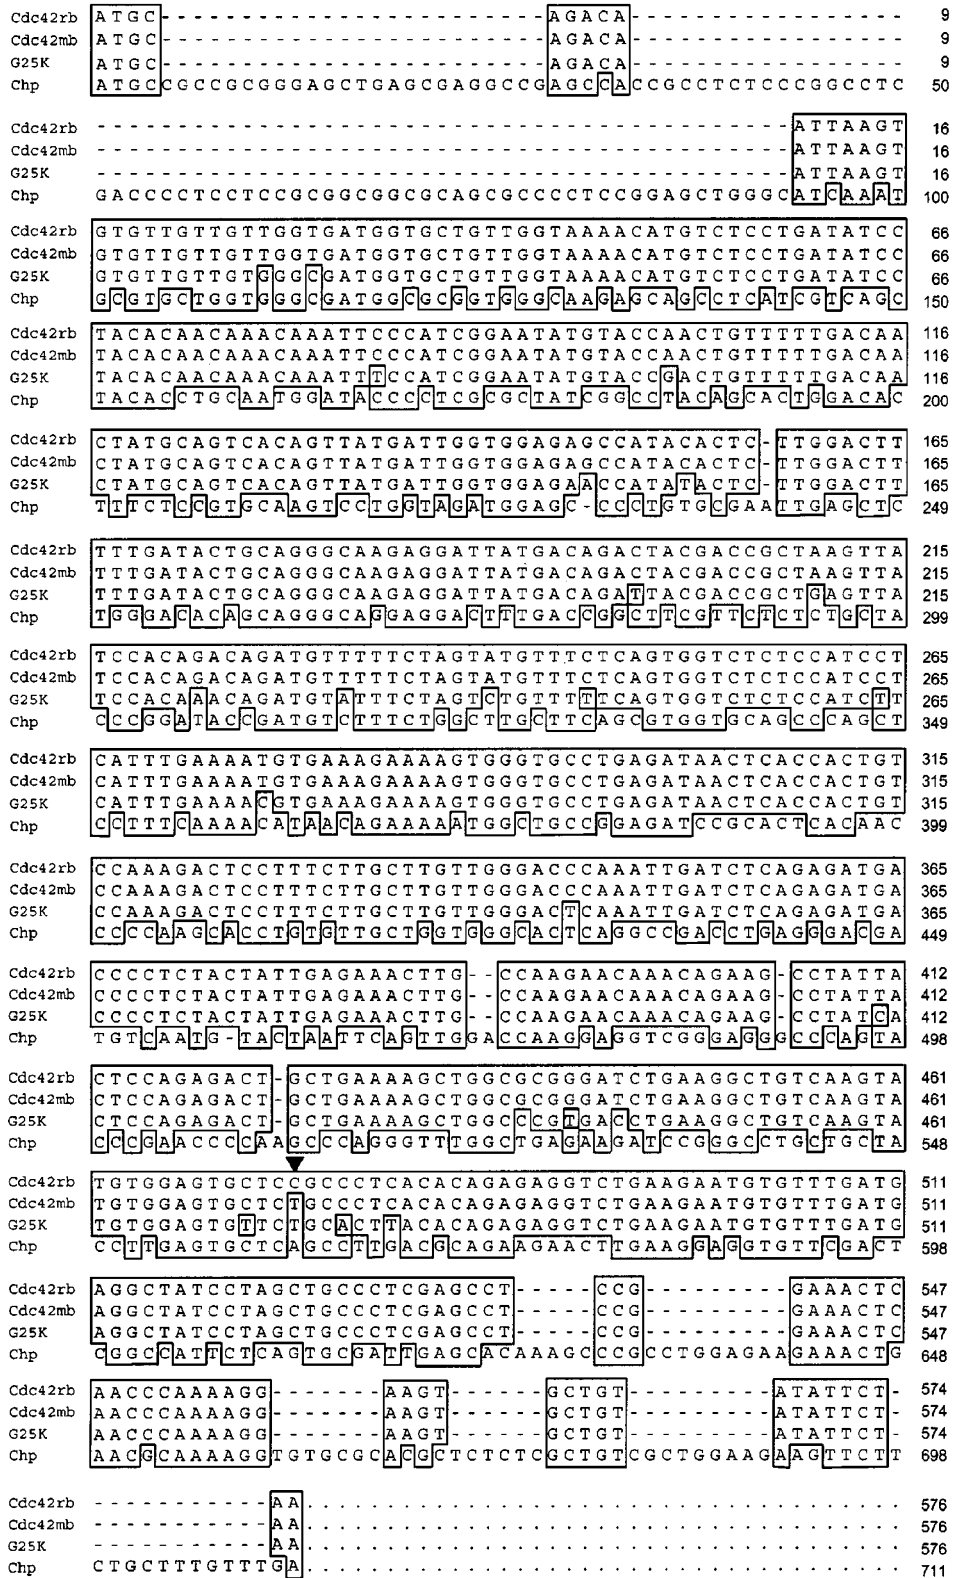 Cdc42rb ATGC------------------------AGACA----------------- 9
Cdc42mb ATGC------------------------AGACA----------------- 9
G25K ATGC------------------------AGACA----------------- 9
Chp ATGCCGCCGCGGGAGCTGAGCGAGGCCGAGCCACCGCCTCTCCCGGCCTC 50
Cdc42rb -------------------------------------------ATTAAGT 16
Cdc42mb -------------------------------------------ATTAAGT 16
G25K -------------------------------------------ATTAAGT 16
Chp GACCCCTCCTCCGCGGCGGCGCAGCGCCCCTCCGGAGCTGGGCATCAAAT 100
Cdc42rb GTGTTGTTGTTGGTGATGGTGCTGTTGGTAAAACATGTCTCCTGATATCC 66
Cdc42mb GTGTTGTTGTTGGTGATGGTGCTGTTGGTAAAACATGTCTCCTGATATCC 66
G25K GTGTTGTTGTGGGCGATGGTGCTGTTGGTAAAACATGTCTCCTGATATCC 66
Chp GCGTGCTGGTGGGCGATGGCGCGGTGGGCAAGAGCAGCCTCATCGTCAGC 150
Cdc42rb TACACAACAAACAAATTCCCATCGGAATATGTACCAACTGTTTTTGACAA 116
Cdc42mb TACACAACAAACAAATTCCCATCGGAATATGTACCAACTGTTTTTGACAA 116
G25K TACACAACAAACAAATTTCCATCGGAATATGTACCGACTGTTTTTGACAA 116
Chp TACACCTGCAATGGATACCCCTCGCGCTATCGGCCTACAGCACTGGACAC 200
Cdc42rb CTATGCAGTCACAGTTATGATTGGTGGAGAGCCATACACTC-TTGGACTT 165
Cdc42mb CTATGCAGTCACAGTTATGATTGGTGGAGAGCCATACACTC-TTGGACTT 165
G25K CTATGCAGTCACAGTTATGATTGGTGGAGAACCATATACTC-TTGGACTT 165
Chp TTTCTCCGTGCAAGTCCTGGTAGATGGAGC-CCCTGTGCGAATTGAGCTC 249
Cdc42rb TTTGATACTGCAGGGCAAGAGGATTATGACAGACTACGACCGCTAAGTTA 215
Cdc42mb TTTGATACTGCAGGGCAAGAGGATTATGACAGACTACGACCGCTAAGTTA 215
G25K TTTGATACTGCAGGGCAAGAGGATTATGACAGATTACGACCGCTGAGTTA 215
Chp TGGGACACAGCAGGGCAGGAGGACTTTGACCGGCTTCGTTCTCTCTGCTA 299
Cdc42rb TCCACAGACAGATGTTTTTCTAGTATGTTTCTCAGTGGTCTCTCCATCCT 265
Cdc42mb TCCACAGACAGATGTTTTTCTAGTATGTTTCTCAGTGGTCTCTCCATCCT 265
G25K TCCACAAACAGATGTATTTCTAGTCTGTTTTTCAGTGGTCTCTCCATCTT 265
Chp CCCGGATACCGATGTCTTTCTGGCTTGCTTCAGCGTGGTGCAGCCCAGCT 349
Cdc42rb CATTTGAAAATGTGAAAGAAAAGTGGGTGCCTGAGATAACTCACCACTGT 315
Cdc42mb CATTTGAAAATGTGAAAGAAAAGTGGGTGCCTGAGATAACTCACCACTGT 315
G25K CATTTGAAAACGTGAAAGAAAAGTGGGTGCCTGAGATAACTCACCACTGT 315
Chp CCTTTCAAAACATAACAGAAAAATGGCTGCCGGAGATCCGCACTCACAAC 399
Cdc42rb CCAAAGACTCCTTTCTTGCTTGTTGGGACCCAAATTGATCTCAGAGATGA 365
Cdc42mb CCAAAGACTCCTTTCTTGCTTGTTGGGACCCAAATTGATCTCAGAGATGA 365
G25K CCAAAGACTCCTTTCTTGCTTGTTGGGACTCAAATTGATCTCAGAGATGA 365
Chp CCCCAAGCACCTGTGTTGCTGGTGGGCACTCAGGCCGACCTGAGGGACGA 449
Cdc42rb CCCCTCTACTATTGAGAAACTTG--CCAAGAACAAACAGAAG-CCTATTA 412
Cdc42mb CCCCTCTACTATTGAGAAACTTG--CCAAGAACAAACAGAAG-CCTATTA 412
G25K CCCCTCTACTATTGAGAAACTTG--CCAAGAACAAACAGAAG-CCTATCA 412
Chp TGTCAATG-TACTAATTCAGTTGGACCAAGGAGGTCGGGAGGGCCCAGTA 498
Cdc42rb CTCCAGAGACT-GCTGAAAAGCTGGCGCGGGATCTGAAGGCTGTCAAGTA 461
Cdc42mb CTCCAGAGACT-GCTGAAAAGCTGGCGCGGGATCTGAAGGCTGTCAAGTA 461
G25K CTCCAGAGACT-GCTGAAAAGCTGGCCCGTGACCTGAAGGCTGTCAAGTA 461
Chp CCCGAACCCCAAGCCCAGGGTTTGGCTGAGAAGATCCGGGCCTGCTGCTA 548
Cdc42rb TGTGGAGTGCTCCGCCCTCACACAGAGAGGTCTGAAGAATGTGTTTGATG 511
Cdc42mb TGTGGAGTGCTCTGCCCTCACACAGAGAGGTCTGAAGAATGTGTTTGATG 511
G25K TGTGGAGTGTTCTGCACTTACACAGAGAGGTCTGAAGAATGTGTTTGATG 511
Chp CCTTGAGTGCTCAGCCTTGACGCAGAAGAACTTGAAGGAGGTGTTCGACT 598
Cdc42rb AGGCTATCCTAGCTGCCCTCGAGCCT-----CCG---------GAAACTC 547
Cdc42mb AGGCTATCCTAGCTGCCCTCGAGCCT-----CCG---------GAAACTC 547
G25K AGGCTATCCTAGCTGCCCTCGAGCCT-----CCG---------GAAACTC 547
Chp CGGCCATTCTCAGTGCGATTGAGCACAAAGCCCGCCTGGAGAAGAAACTG 648
Cdc42rb AACCCAAAAGG-------AAGT------GCTGT---------ATATTCT- 574
Cdc42mb AACCCAAAAGG-------AAGT------GCTGT---------ATATTCT- 574
G25K AACCCAAAAGG-------AAGT------GCTGT---------ATATTCT- 574
Chp AACGCAAAAGGTGTGCGCACGCTCTCTCGCTGTCGCTGGAAGAAGTTCTT 698
Cdc42rb -----------AA..................................... 576
Cdc42mb -----------AA..................................... 576
G25K -----------AA..................................... 576
Chp CTGCTTTGTTTGA..................................... 711